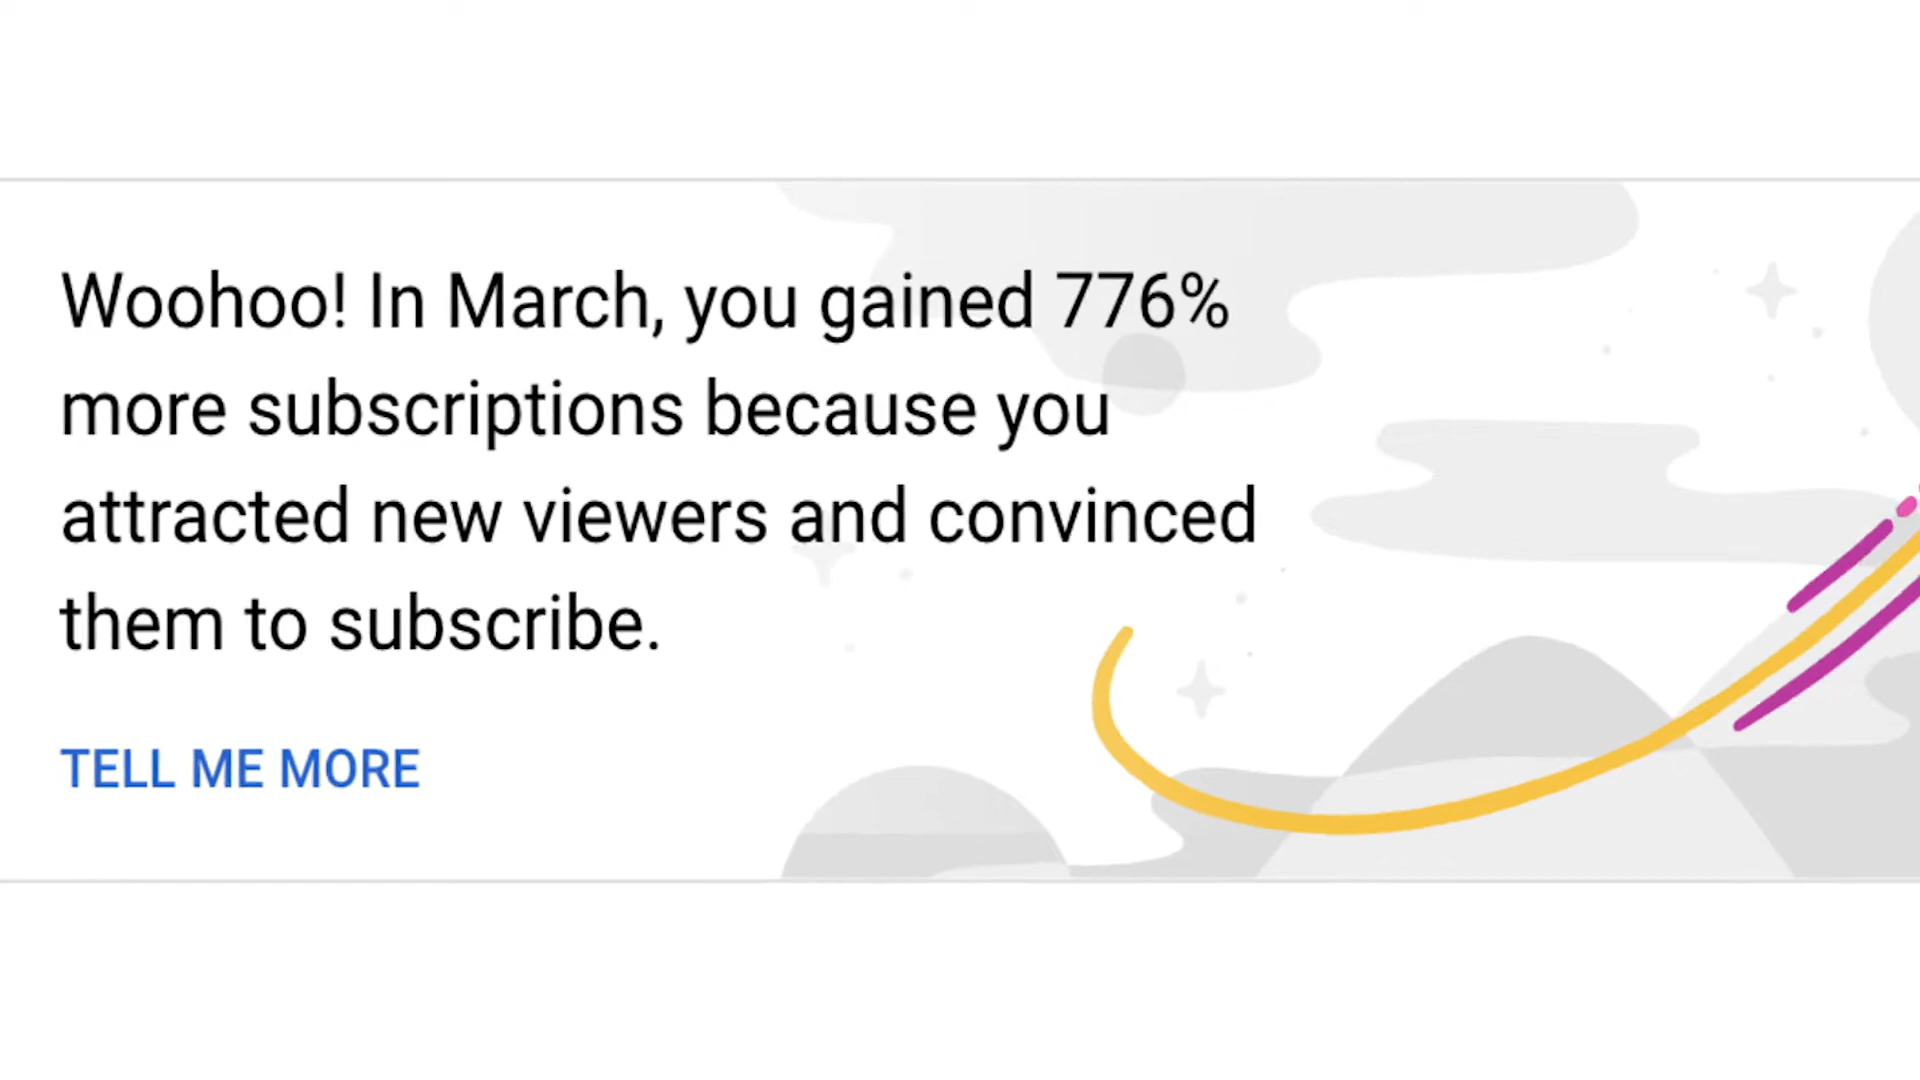 Woohoo! In March, you gained 776%
more subscriptions because you
attracted new viewers and convinced
them to subscribe.
TELL ME MORE